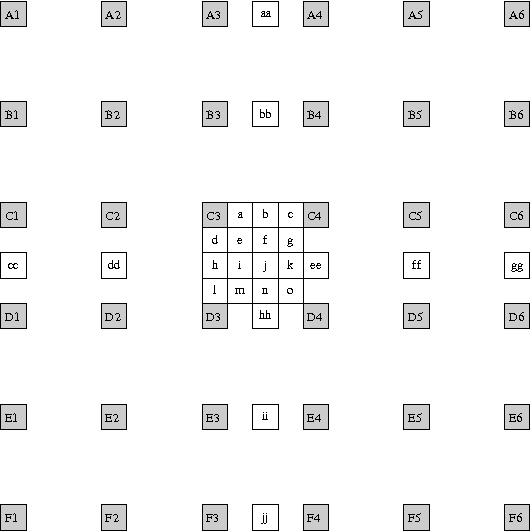 A1 A2 A3 aa A4 A5 A6
B1 B2 B3 bb B4 B5 B6
C1 C2 C3 a b c C4 C5 C6
d e f g
cc dd h i j k ee ff gg
l m n o
D1 D2 D3 hh D4 D5 D6
E1 E2 E3 ii E4 E5 E6
F1 F2 F3 jj F4 F5 F6